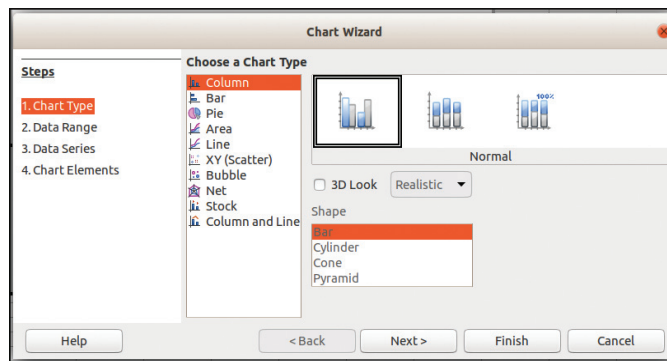 Chart Wizard
Steps
1. Chart Type
2. Data Range
3. Data Series
4. Chart Elements
Choose a Chart Type
Column
Bar
Pie
Area
Line
XY (Scatter)
Bubble
Net
Stock
Column and Line
100%
Normal
3D Look
Realistic
Shape
Bar
Cylinder
Cone
Pyramid
Help
< Back
Next >
Finish
Cancel